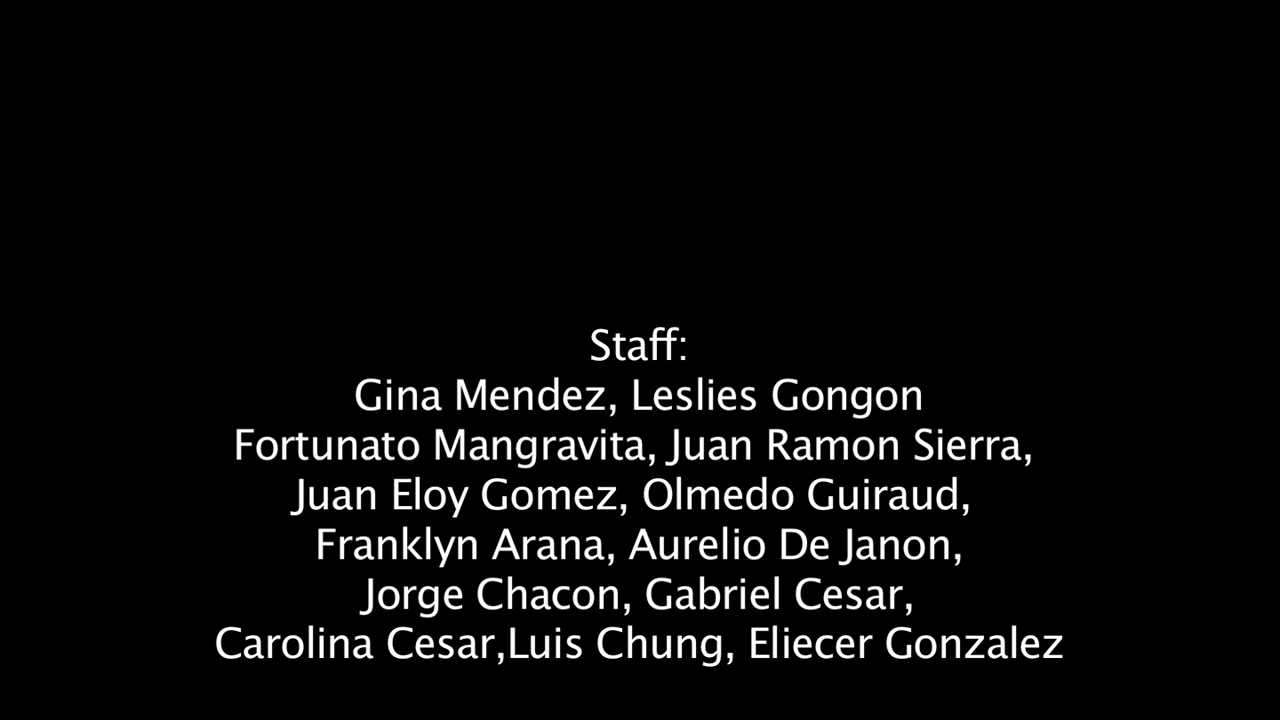 Staff:
Gina Mendez, Leslies Gongon
Fortunato Mangravita, Juan Ramon Sierra,
Juan Eloy Gomez, Olmedo Guiraud,
Franklyn Arana, Aurelio De Janon,
Jorge Chacon, Gabriel Cesar,
Carolina Cesar,Luis Chung, Eliecer Gonzalez